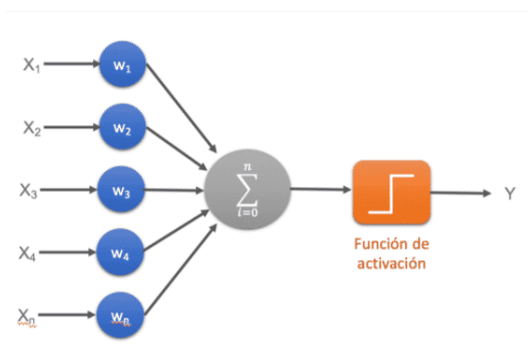 X1
w1
X2
w2
X3
w3
X4
w4
Xn
wn
n
∑
i=0
Función de
activación
Y